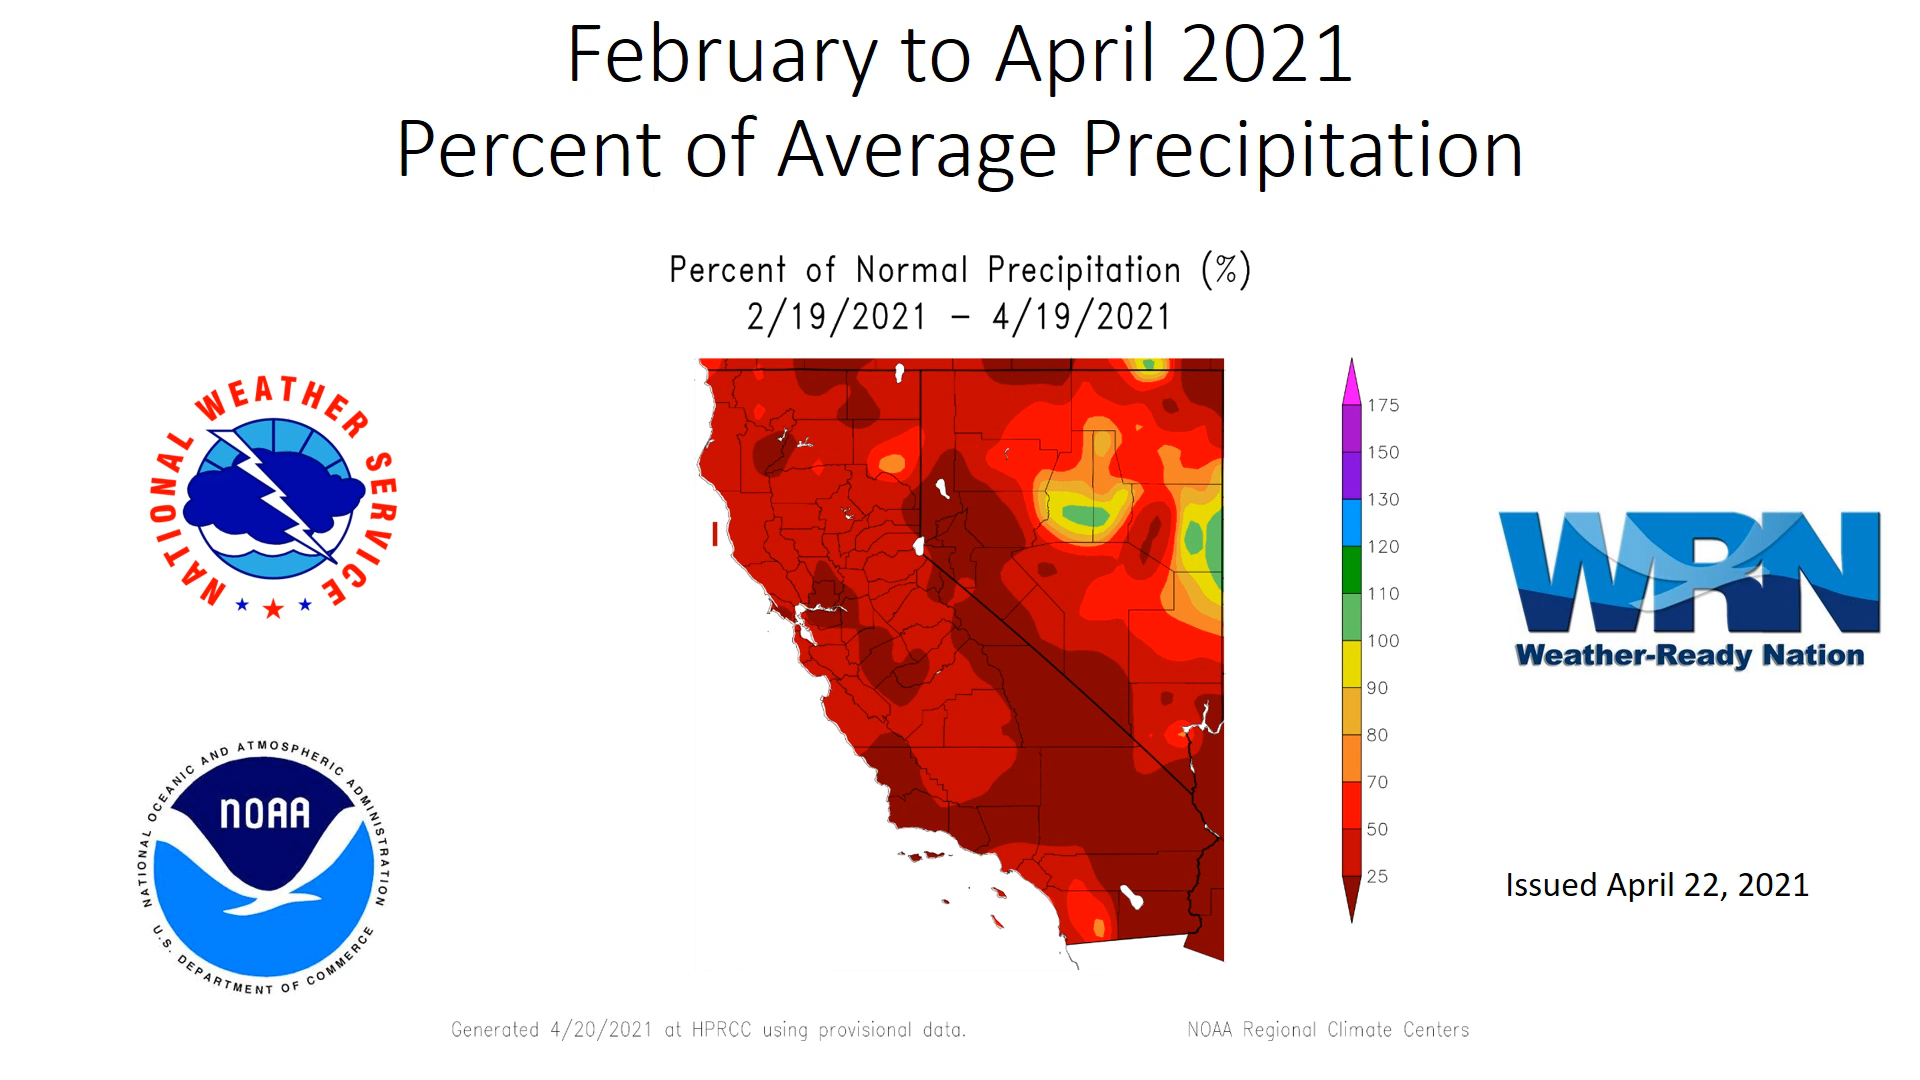 February to April 2021
Percent of Average Precipitation
Percent of Normal Precipitation (%)
2/19/2021 – 4/19/2021
NATIONAL WEATHER SERVICE
175
150
130
120
110
100
90
80
70
50
25
WRN
Weather-Ready Nation
NATIONAL OCEANIC AND ATMOSPHERIC ADMINISTRATION
NOAA
U.S. DEPARTMENT OF COMMERCE
Issued April 22, 2021
Generated 4/20/2021 at HPRCC using provisional data.
NOAA Regional Climate Centers